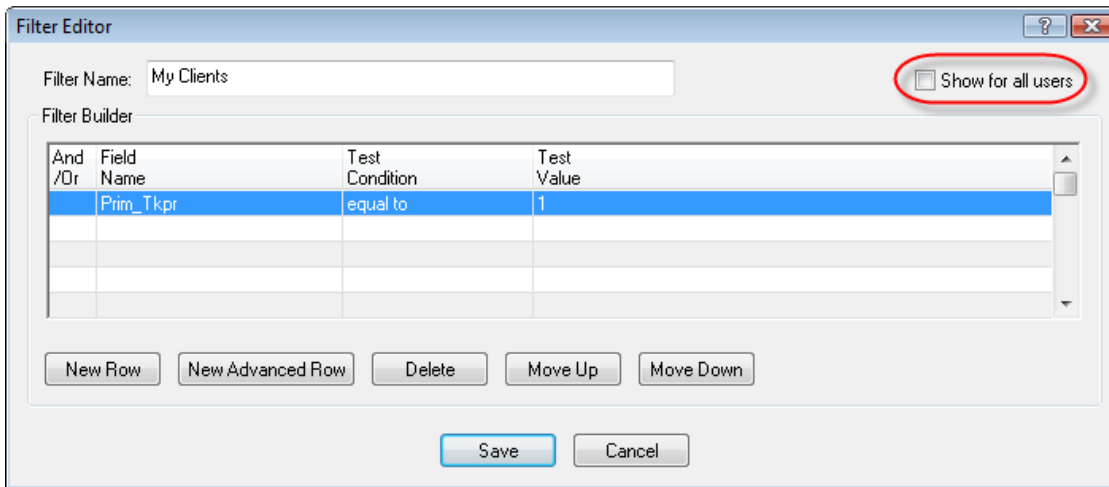 Filter Editor
Filter Name: My Clients Show for all users
Filter Builder
And Field Test Test
/Or Name Condition Value
Prim_Tkpr equal to 1
New Row New Advanced Row Delete Move Up Move Down
Save Cancel